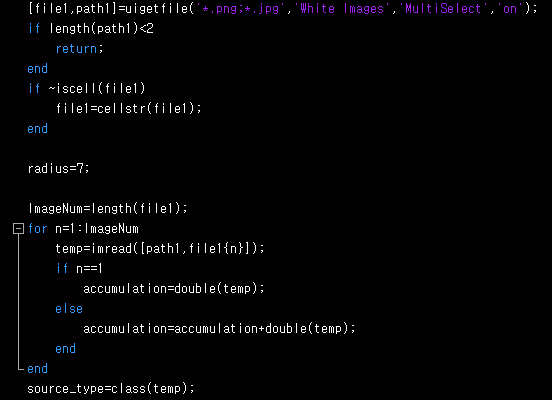 [file1,path1]=uigetfile('*.png;*.jpg','White Images','MultiSelect','on');
if length(path1)<2
    return;
end
if ~iscell(file1)
    file1=cellstr(file1);
end

radius=7;

ImageNum=length(file1);
for n=1:ImageNum
    temp=imread([path1,file1{n}]);
    if n==1
        accumulation=double(temp);
    else
        accumulation=accumulation+double(temp);
    end
end
source_type=class(temp);